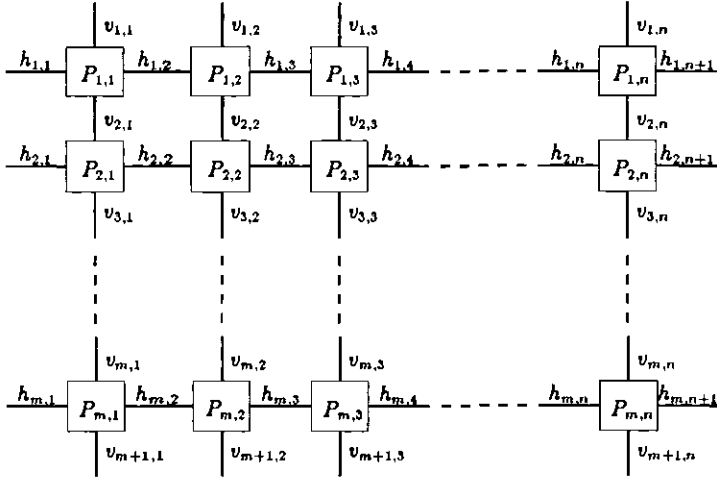 v1,1 v1,2 v1,3 v1,n
h1,1 P1,1 h1,2 P1,2 h1,3 P1,3 h1,4 h1,n P1,n h1,n+1
v2,1 v2,2 v2,3 v2,n
h2,1 P2,1 h2,2 P2,2 h2,3 P2,3 h2,4 h2,n P2,n h2,n+1
v3,1 v3,2 v3,3 v3,n
vm,1 vm,2 vm,3 vm,n
hm,1 Pm,1 hm,2 Pm,2 hm,3 Pm,3 hm,4 hm,n Pm,n hm,n+1
vm+1,1 vm+1,2 vm+1,3 vm+1,n